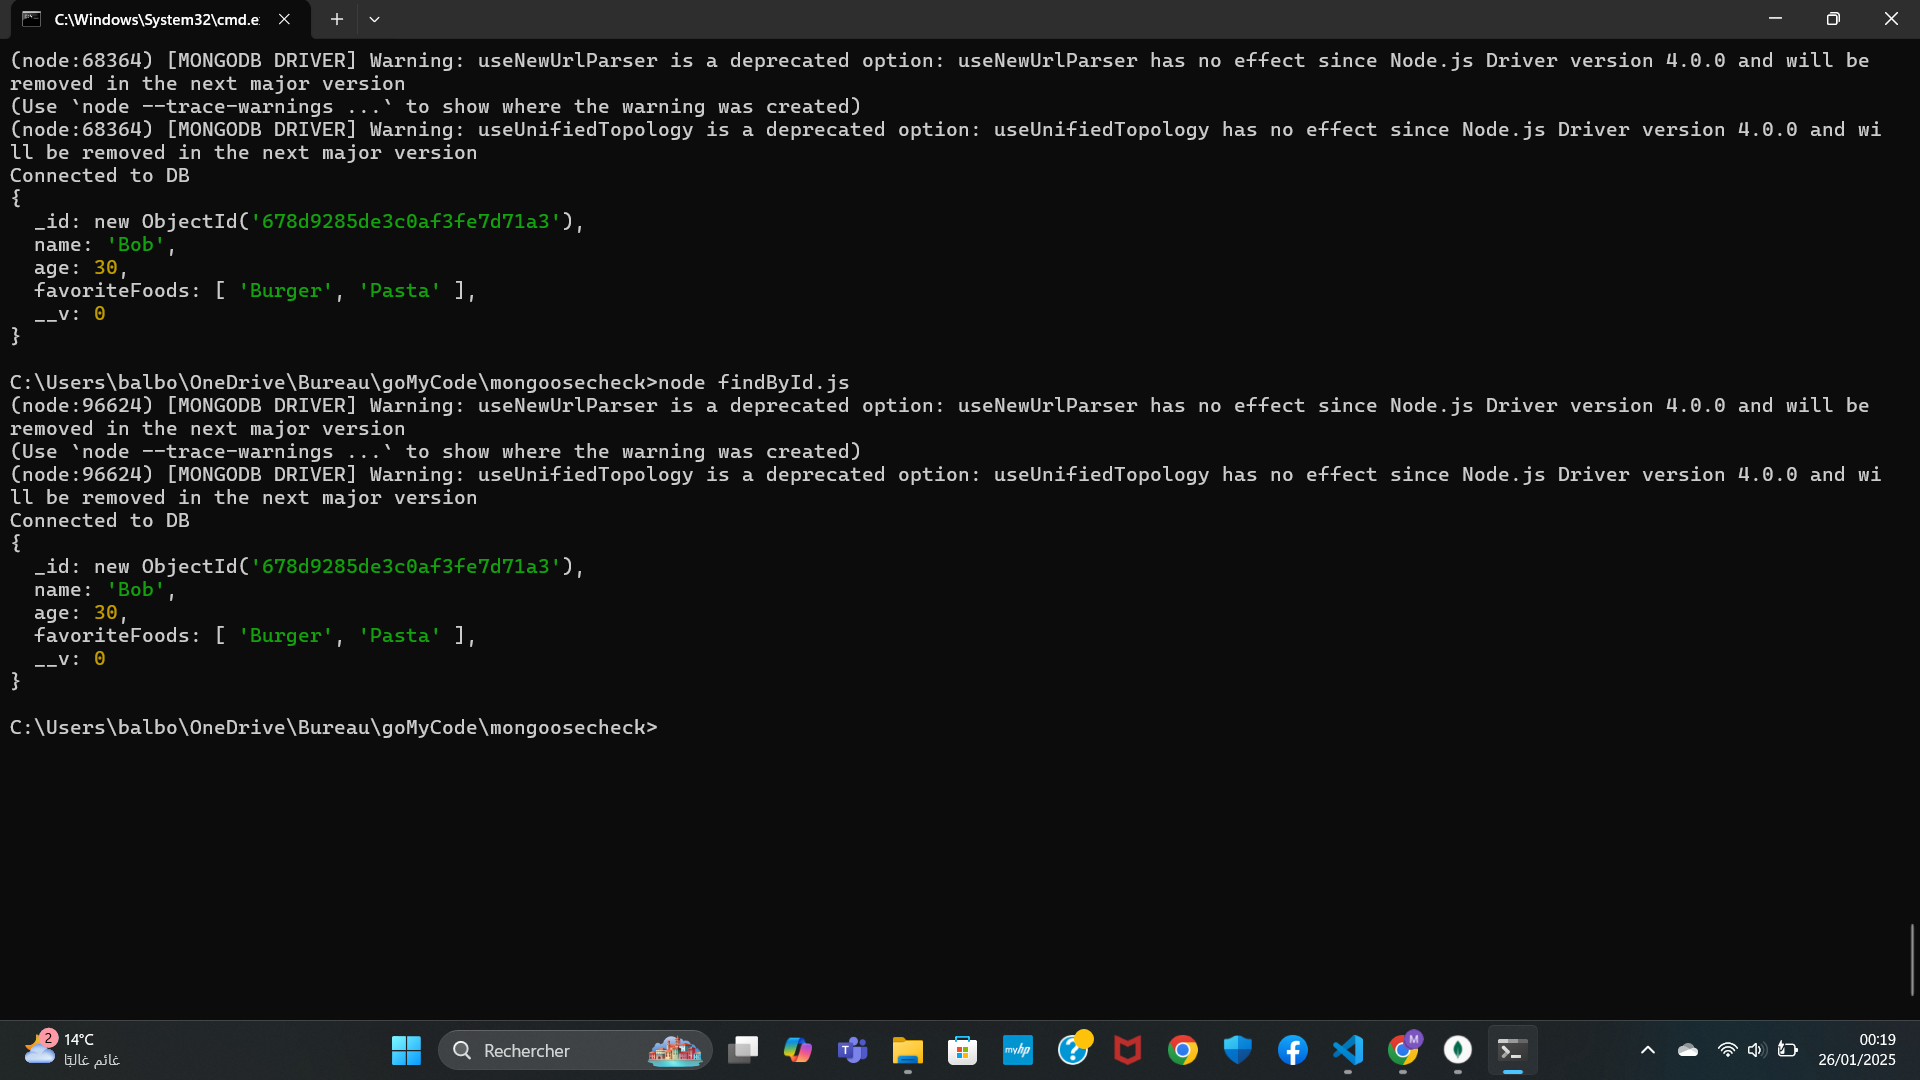 C:\Windows\System32\cmd.e
(node:68364) [MONGODB DRIVER] Warning: useNewUrlParser is a deprecated option: useNewUrlParser has no effect since Node.js Driver version 4.0.0 and will be
removed in the next major version
(Use `node --trace-warnings ...` to show where the warning was created)
(node:68364) [MONGODB DRIVER] Warning: useUnifiedTopology is a deprecated option: useUnifiedTopology has no effect since Node.js Driver version 4.0.0 and wi
ll be removed in the next major version
Connected to DB
{
  _id: new ObjectId('678d9285de3c0af3fe7d71a3'),
  name: 'Bob',
  age: 30,
  favoriteFoods: [ 'Burger', 'Pasta' ],
  __v: 0
}
C:\Users\balbo\OneDrive\Bureau\goMyCode\mongoosecheck>node findById.js
(node:96624) [MONGODB DRIVER] Warning: useNewUrlParser is a deprecated option: useNewUrlParser has no effect since Node.js Driver version 4.0.0 and will be
removed in the next major version
(Use `node --trace-warnings ...` to show where the warning was created)
(node:96624) [MONGODB DRIVER] Warning: useUnifiedTopology is a deprecated option: useUnifiedTopology has no effect since Node.js Driver version 4.0.0 and wi
ll be removed in the next major version
Connected to DB
{
  _id: new ObjectId('678d9285de3c0af3fe7d71a3'),
  name: 'Bob',
  age: 30,
  favoriteFoods: [ 'Burger', 'Pasta' ],
  __v: 0
}
C:\Users\balbo\OneDrive\Bureau\goMyCode\mongoosecheck>
2
14°C
غائم غالبًا
Rechercher
myhp
M
00:19
26/01/2025